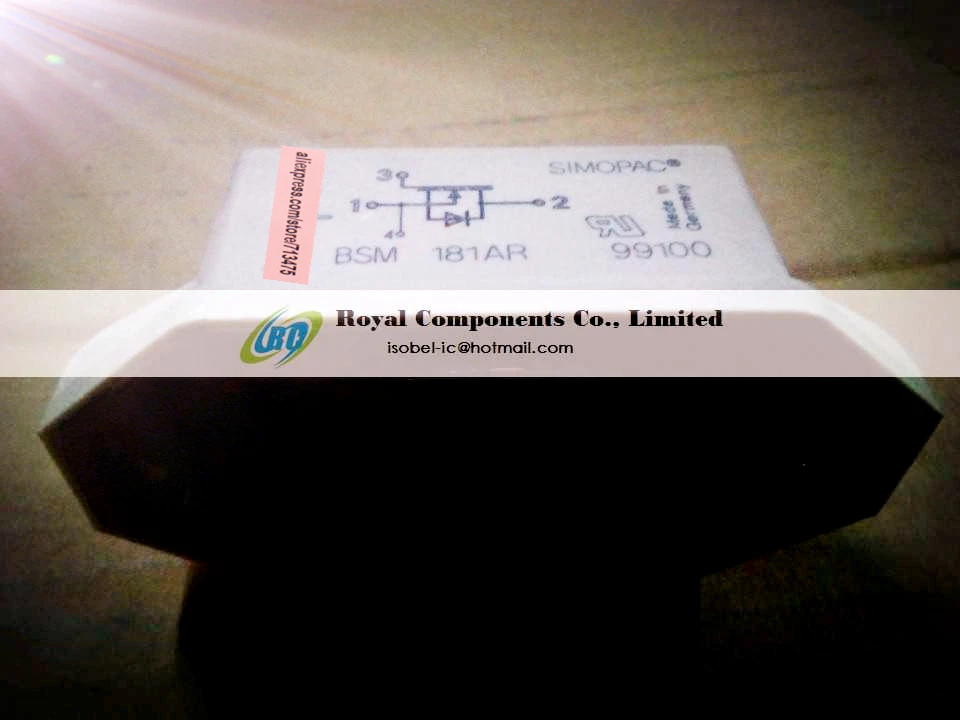 aliexpress.com/store/713475
SIMOPAC®
3
1
2
4
Made in
Germany
BSM 181AR
99100
RC
Royal Components Co., Limited
isobel-ic@hotmail.com